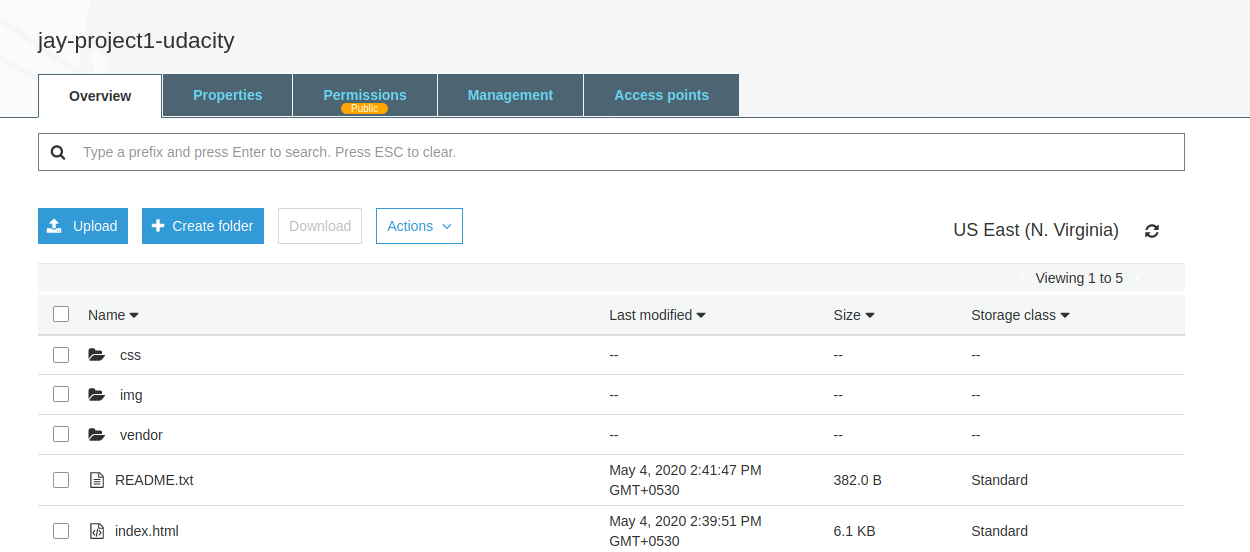 jay-project1-udacity
Overview Properties Permissions Management Access points
Public
Type a prefix and press Enter to search. Press ESC to clear.
Upload Create folder Download Actions US East (N. Virginia)
Viewing 1 to 5
Name Last modified Size Storage class
css -- -- --
img -- -- --
vendor -- -- --
README.txt May 4, 2020 2:41:47 PM 382.0 B Standard
GMT+0530
index.html May 4, 2020 2:39:51 PM 6.1 KB Standard
GMT+0530